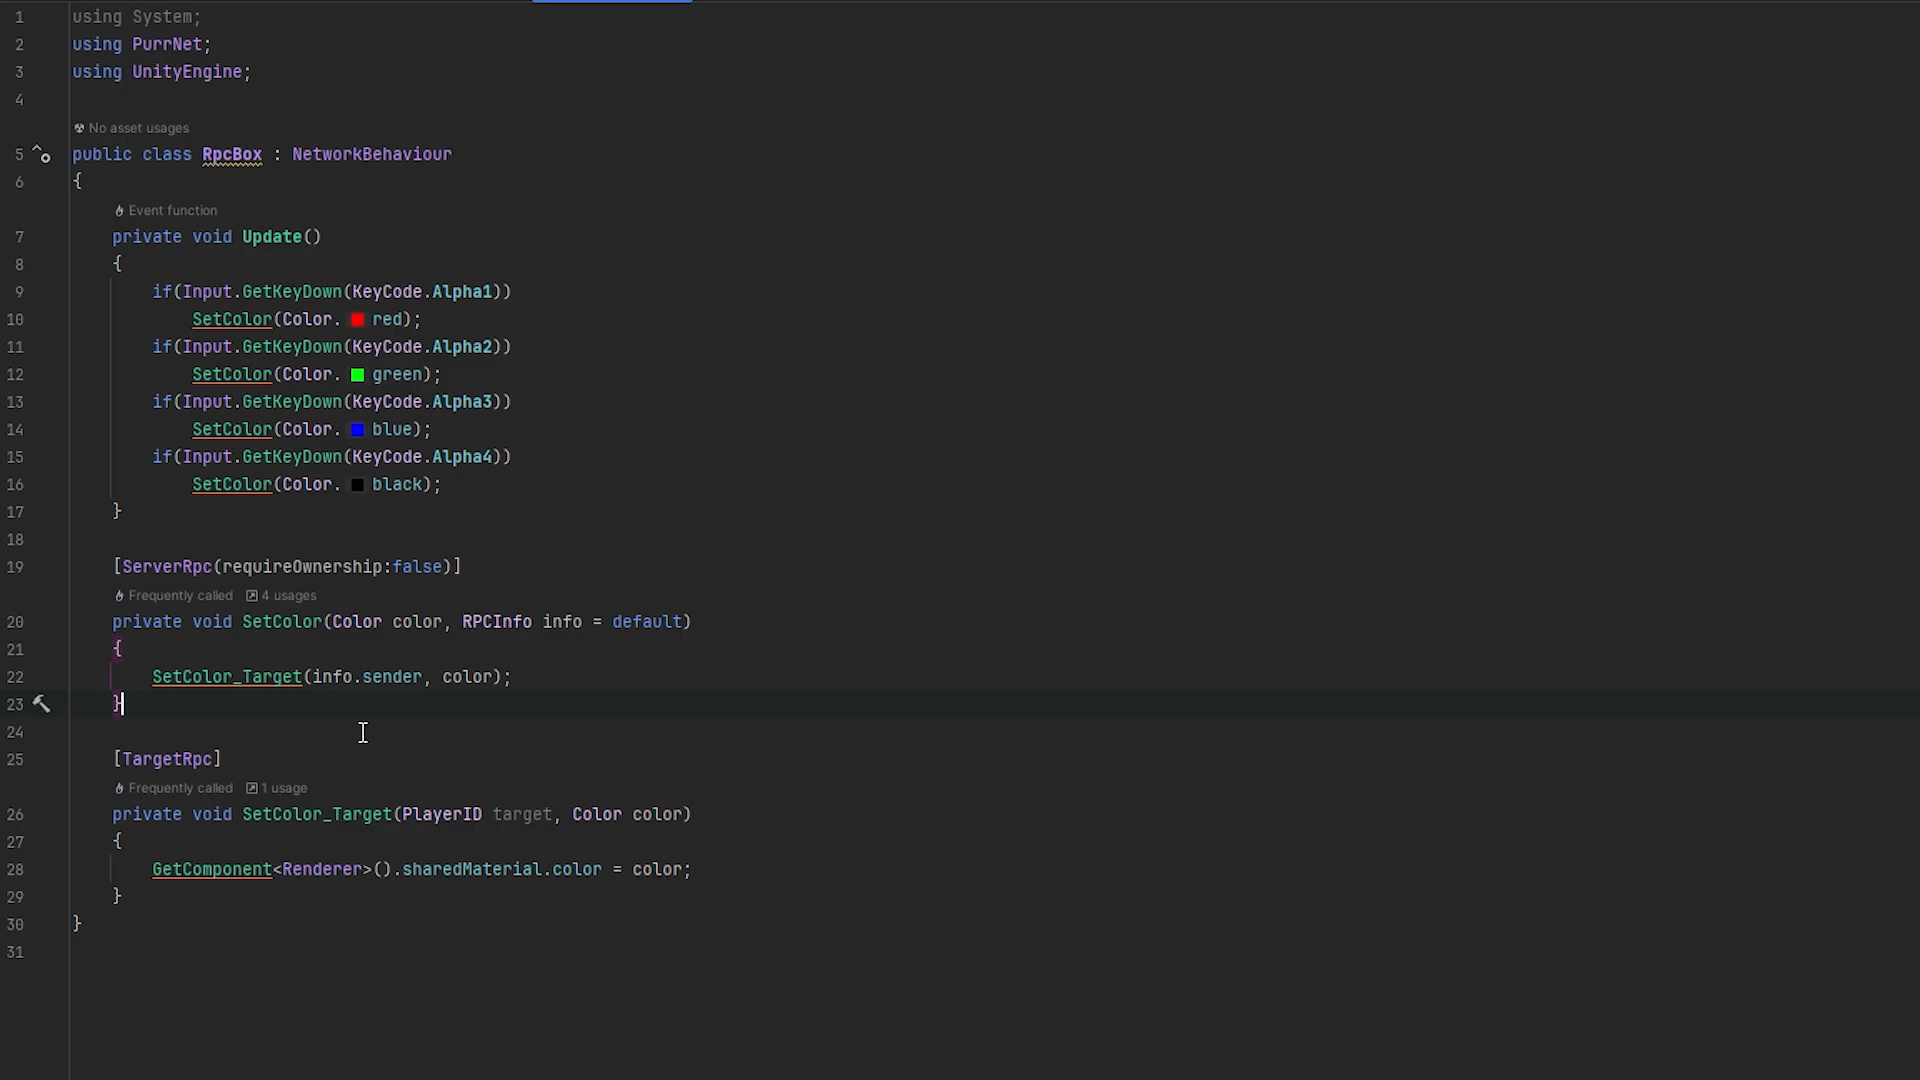 1 using System;
2 using PurrNet;
3 using UnityEngine;
4
No asset usages
5 public class RpcBox : NetworkBehaviour
6 {
Event function
7 private void Update()
8 {
9 if(Input.GetKeyDown(KeyCode.Alpha1))
10 SetColor(Color. red);
11 if(Input.GetKeyDown(KeyCode.Alpha2))
12 SetColor(Color. green);
13 if(Input.GetKeyDown(KeyCode.Alpha3))
14 SetColor(Color. blue);
15 if(Input.GetKeyDown(KeyCode.Alpha4))
16 SetColor(Color. black);
17 }
18
19 [ServerRpc(requireOwnership:false)]
Frequently called 4 usages
20 private void SetColor(Color color, RPCInfo info = default)
21 {
22 SetColor_Target(info.sender, color);
23 }
24
25 [TargetRpc]
Frequently called 1 usage
26 private void SetColor_Target(PlayerID target, Color color)
27 {
28 GetComponent<Renderer>().sharedMaterial.color = color;
29 }
30 }
31